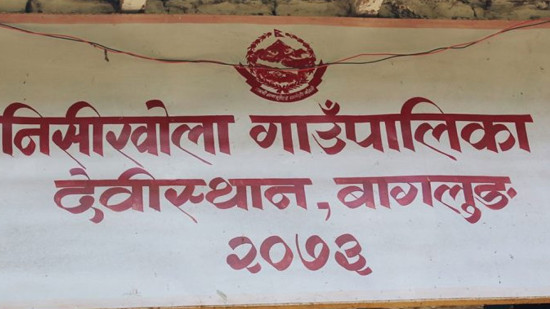 निसीखोला गाउँपालिका
देवीस्थान, बागलुङ
२०७३